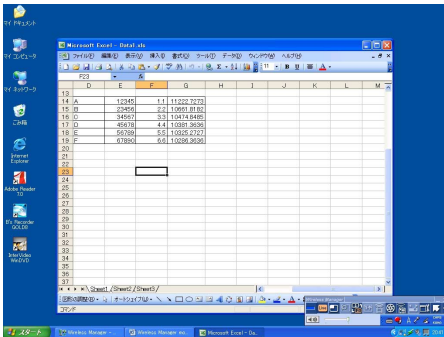 マイ ドキュメント
マイ コンピュータ
マイ ネットワーク
ごみ箱
Internet
Explorer
Adobe Reader
7.0
B's Recorder
GOLD8
InterVideo
WinDVD
Microsoft Excel - Data1.xls
ファイル(F) 編集(E) 表示(V) 挿入(I) 書式(O) ツール(T) データ(D) ウィンドウ(W) ヘルプ(H)
11 B U
F23 fx
D E F G H I J K L M
13
14 A 12345 1.1 11222.7273
15 B 23456 2.2 10661.8182
16 C 34567 3.3 10474.8485
17 D 45678 4.4 10381.3636
18 E 56789 5.5 10325.2727
19 F 67890 6.6 10286.3636
20
21
22
23
24
25
26
27
28
29
30
31
32
33
34
35
36
37
Sheet1 / Sheet2 / Sheet3 /
図形の調整(R) オートシェイプ(U)
コマンド
スタート
Microsoft Excel - Da...
20:41